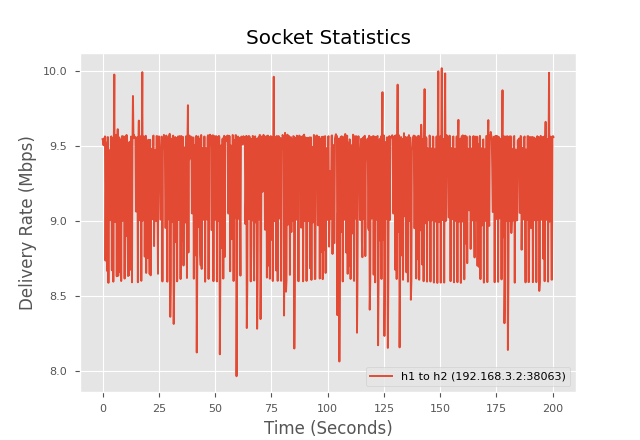 Socket Statistics
Delivery Rate (Mbps)
10.0
9.5
9.0
8.5
8.0
h1 to h2 (192.168.3.2:38063)
0 25 50 75 100 125 150 175 200
Time (Seconds)